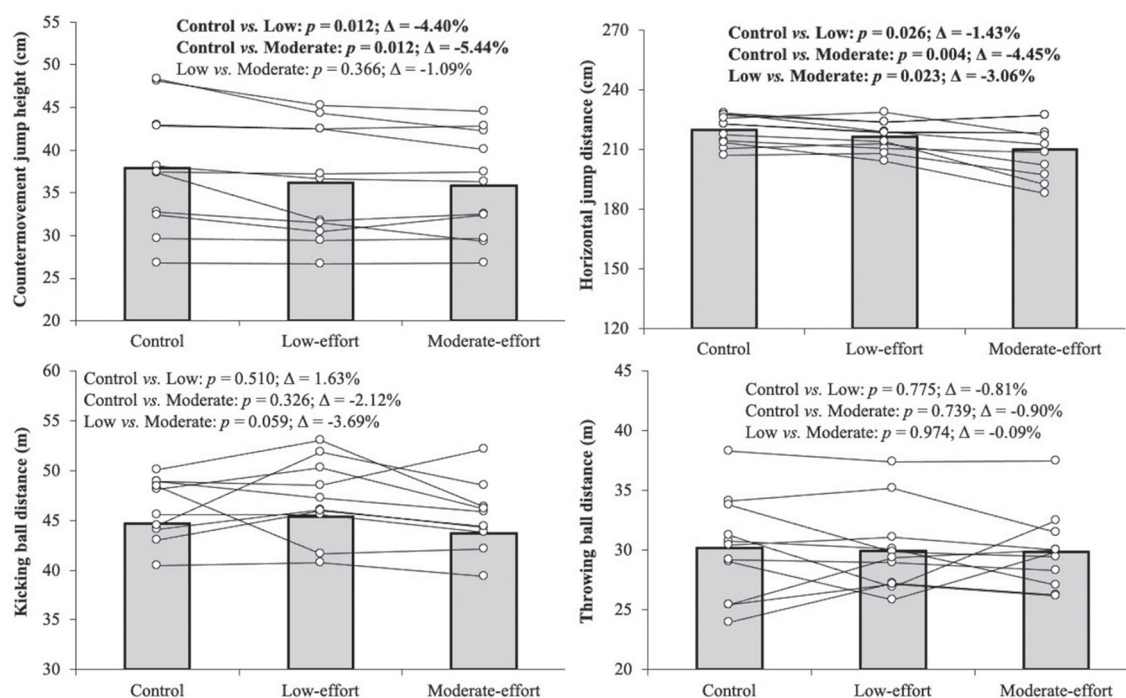 Control vs. Low: p = 0.012; Δ = -4.40%
Control vs. Moderate: p = 0.012; Δ = -5.44%
Low vs. Moderate: p = 0.366; Δ = -1.09%
Countermovement jump height (cm)
55
50
45
40
35
30
25
20
Control
Low-effort
Moderate-effort
Control vs. Low: p = 0.026; Δ = -1.43%
Control vs. Moderate: p = 0.004; Δ = -4.45%
Low vs. Moderate: p = 0.023; Δ = -3.06%
Horizontal jump distance (cm)
270
240
210
180
150
120
Control
Low-effort
Moderate-effort
Control vs. Low: p = 0.510; Δ = 1.63%
Control vs. Moderate: p = 0.326; Δ = -2.12%
Low vs. Moderate: p = 0.059; Δ = -3.69%
Kicking ball distance (m)
60
55
50
45
40
35
30
Control
Low-effort
Moderate-effort
Control vs. Low: p = 0.775; Δ = -0.81%
Control vs. Moderate: p = 0.739; Δ = -0.90%
Low vs. Moderate: p = 0.974; Δ = -0.09%
Throwing ball distance (m)
45
40
35
30
25
20
Control
Low-effort
Moderate-effort